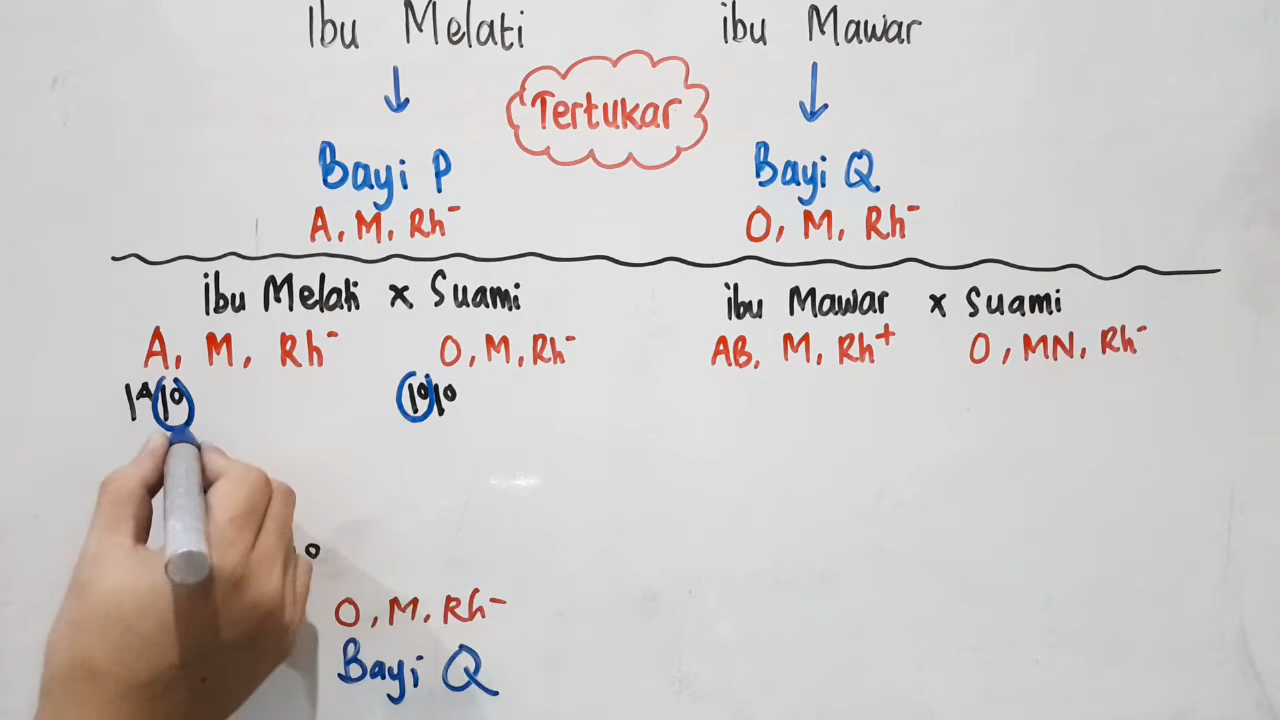 Ibu Melati
ibu Mawar
Tertukar
Bayi P
Bayi Q
A, M, Rh⁻
O, M, Rh⁻
ibu Melati × Suami
ibu Mawar × Suami
A, M, Rh⁻
O, M, Rh⁻
AB, M, Rh⁺
O, MN, Rh⁻
IᴬIᴼ
IᴼIᴼ
O, M, Rh⁻
Bayi Q